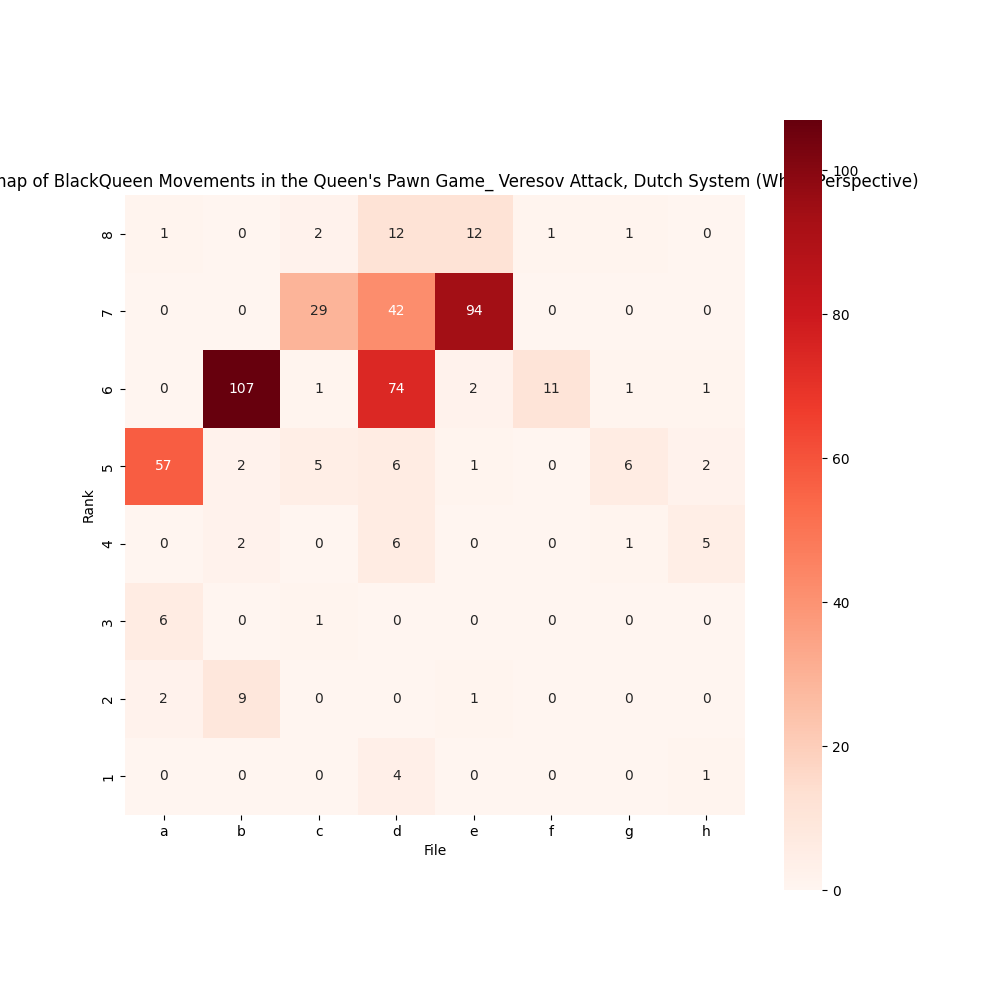 of BlackQueen Movements in the Queen's Pawn Game_ Veresov Attack, Dutch System (Wh Perspective)
100
8 1 0 2 12 12 1 1 0
7 0 0 29 42 94 0 0 0
80
6 0 107 1 74 2 11 1 1
60
5 57 2 5 6 1 0 6 2
Rank
4 0 2 0 6 0 0 1 5
40
3 6 0 1 0 0 0 0 0
2 2 9 0 0 1 0 0 0
20
1 0 0 0 4 0 0 0 1
a b c d e f g h
File
0